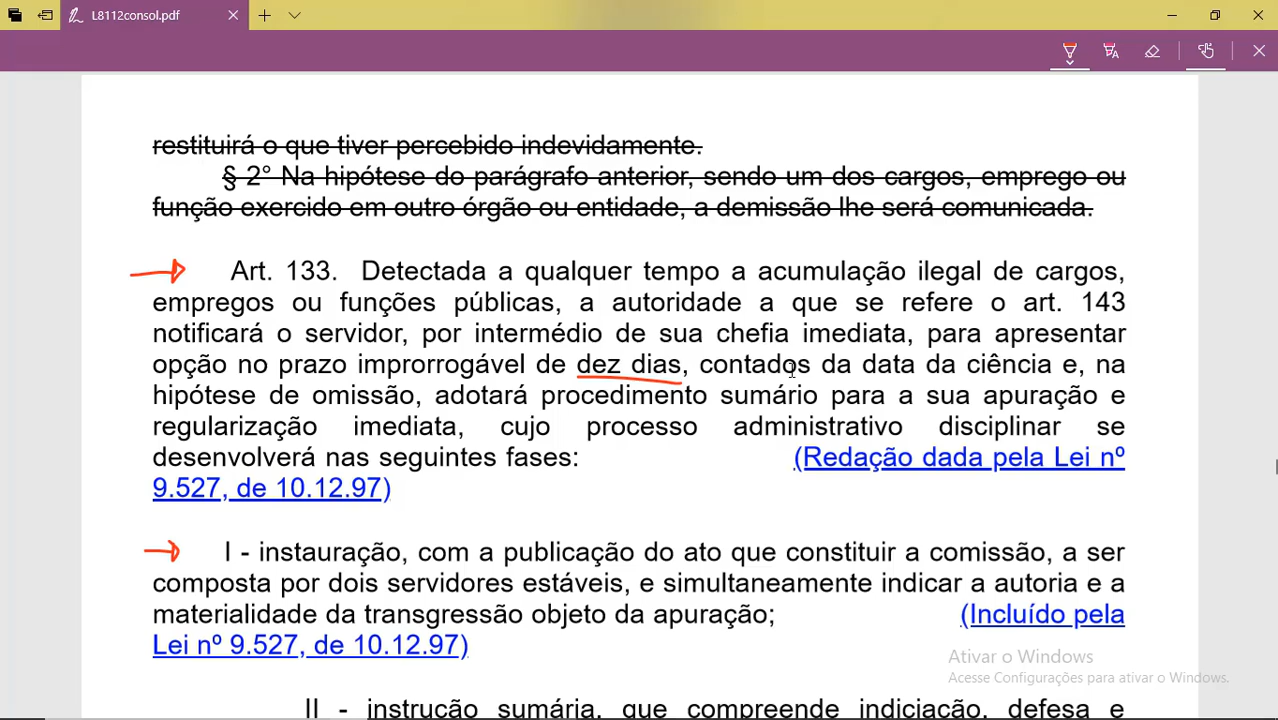 L8112consol.pdf
restituirá o que tiver percebido indevidamente.
§ 2° Na hipótese do parágrafo anterior, sendo um dos cargos, emprego ou
função exercido em outro órgão ou entidade, a demissão lhe será comunicada.
Art. 133. Detectada a qualquer tempo a acumulação ilegal de cargos,
empregos ou funções públicas, a autoridade a que se refere o art. 143
notificará o servidor, por intermédio de sua chefia imediata, para apresentar
opção no prazo improrrogável de dez dias, contados da data da ciência e, na
hipótese de omissão, adotará procedimento sumário para a sua apuração e
regularização imediata, cujo processo administrativo disciplinar se
desenvolverá nas seguintes fases: (Redação dada pela Lei nº
9.527, de 10.12.97)
I - instauração, com a publicação do ato que constituir a comissão, a ser
composta por dois servidores estáveis, e simultaneamente indicar a autoria e a
materialidade da transgressão objeto da apuração; (Incluído pela
Lei nº 9.527, de 10.12.97)
Ativar o Windows
Acesse Configurações para ativar o Windows.
II - instrução sumária, que compreende indiciação, defesa e